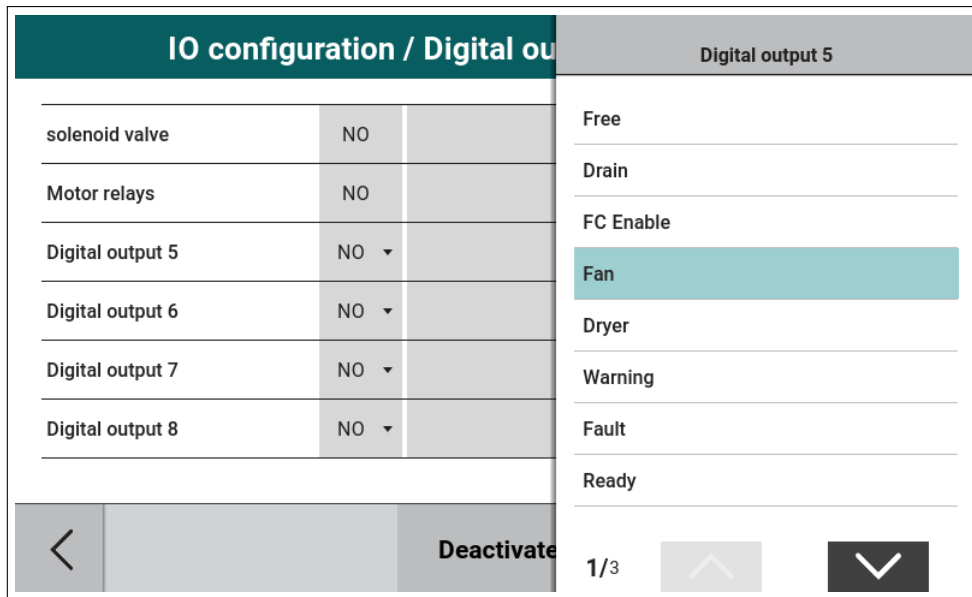 IO configuration / Digital ou
solenoid valve NO
Motor relays NO
Digital output 5 NO
Digital output 6 NO
Digital output 7 NO
Digital output 8 NO
Deactivate
Digital output 5
Free
Drain
FC Enable
Fan
Dryer
Warning
Fault
Ready
1/3